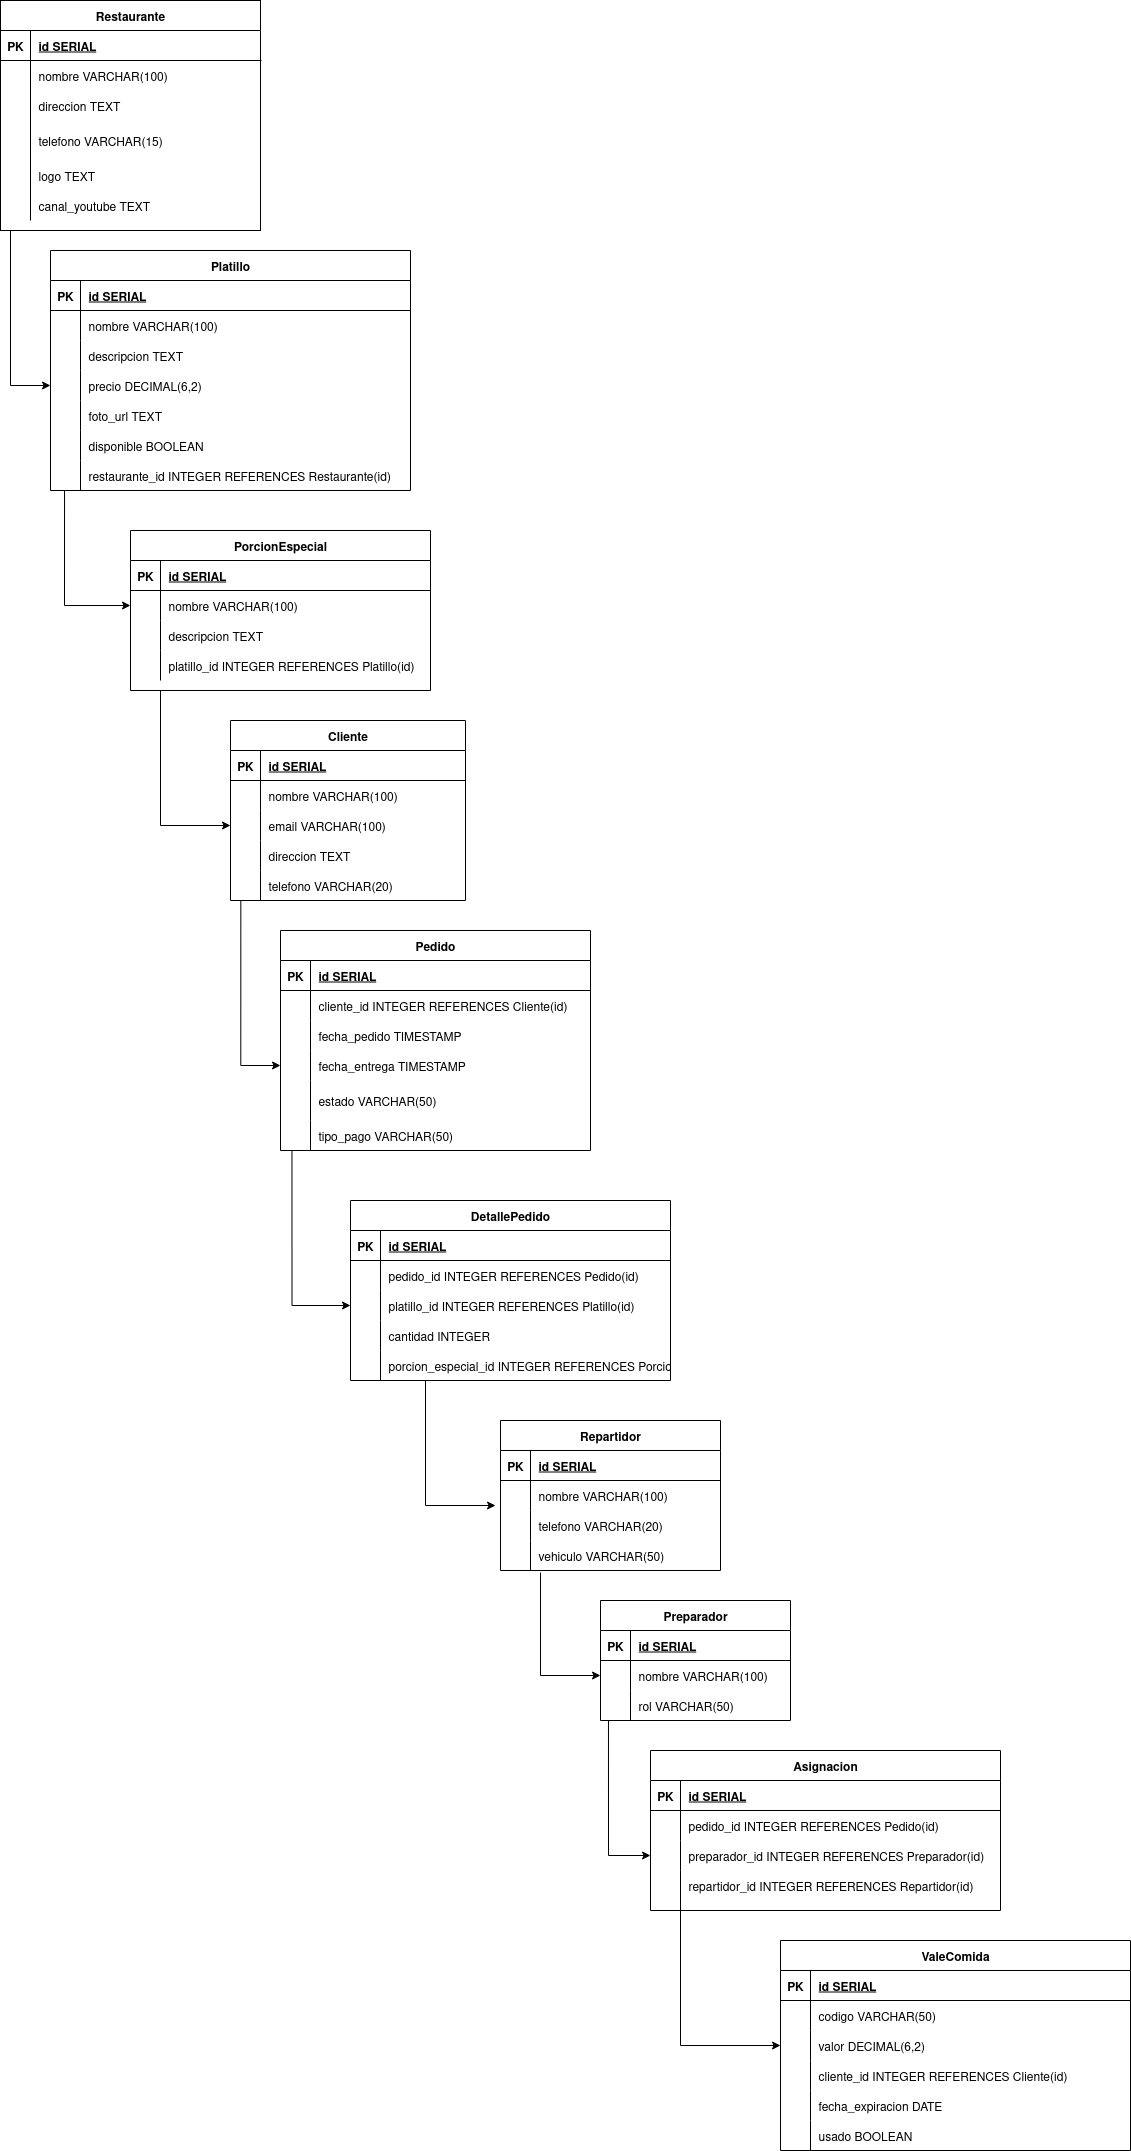 Restaurante
PK id SERIAL
nombre VARCHAR(100)
direccion TEXT
telefono VARCHAR(15)
logo TEXT
canal_youtube TEXT
Platillo
PK id SERIAL
nombre VARCHAR(100)
descripcion TEXT
precio DECIMAL(6,2)
foto_url TEXT
disponible BOOLEAN
restaurante_id INTEGER REFERENCES Restaurante(id)
PorcionEspecial
PK id SERIAL
nombre VARCHAR(100)
descripcion TEXT
platillo_id INTEGER REFERENCES Platillo(id)
Cliente
PK id SERIAL
nombre VARCHAR(100)
email VARCHAR(100)
direccion TEXT
telefono VARCHAR(20)
Pedido
PK id SERIAL
cliente_id INTEGER REFERENCES Cliente(id)
fecha_pedido TIMESTAMP
fecha_entrega TIMESTAMP
estado VARCHAR(50)
tipo_pago VARCHAR(50)
DetallePedido
PK id SERIAL
pedido_id INTEGER REFERENCES Pedido(id)
platillo_id INTEGER REFERENCES Platillo(id)
cantidad INTEGER
porcion_especial_id INTEGER REFERENCES Porcio
Repartidor
PK id SERIAL
nombre VARCHAR(100)
telefono VARCHAR(20)
vehiculo VARCHAR(50)
Preparador
PK id SERIAL
nombre VARCHAR(100)
rol VARCHAR(50)
Asignacion
PK id SERIAL
pedido_id INTEGER REFERENCES Pedido(id)
preparador_id INTEGER REFERENCES Preparador(id)
repartidor_id INTEGER REFERENCES Repartidor(id)
ValeComida
PK id SERIAL
codigo VARCHAR(50)
valor DECIMAL(6,2)
cliente_id INTEGER REFERENCES Cliente(id)
fecha_expiracion DATE
usado BOOLEAN